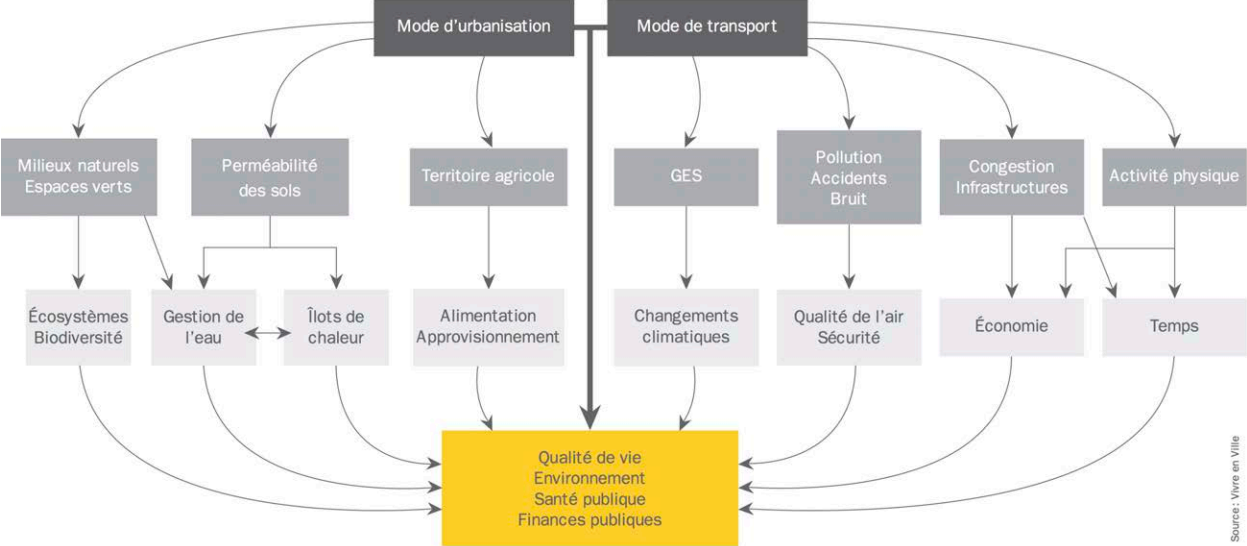 Mode d'urbanisation
Mode de transport
Milieux naturels
Espaces verts
Perméabilité
des sols
Territoire agricole
GES
Pollution
Accidents
Bruit
Congestion
Infrastructures
Activité physique
Écosystèmes
Biodiversité
Gestion de
l'eau
Îlots de
chaleur
Alimentation
Approvisionnement
Changements
climatiques
Qualité de l'air
Sécurité
Économie
Temps
Qualité de vie
Environnement
Santé publique
Finances publiques
Source : Vivre en Ville